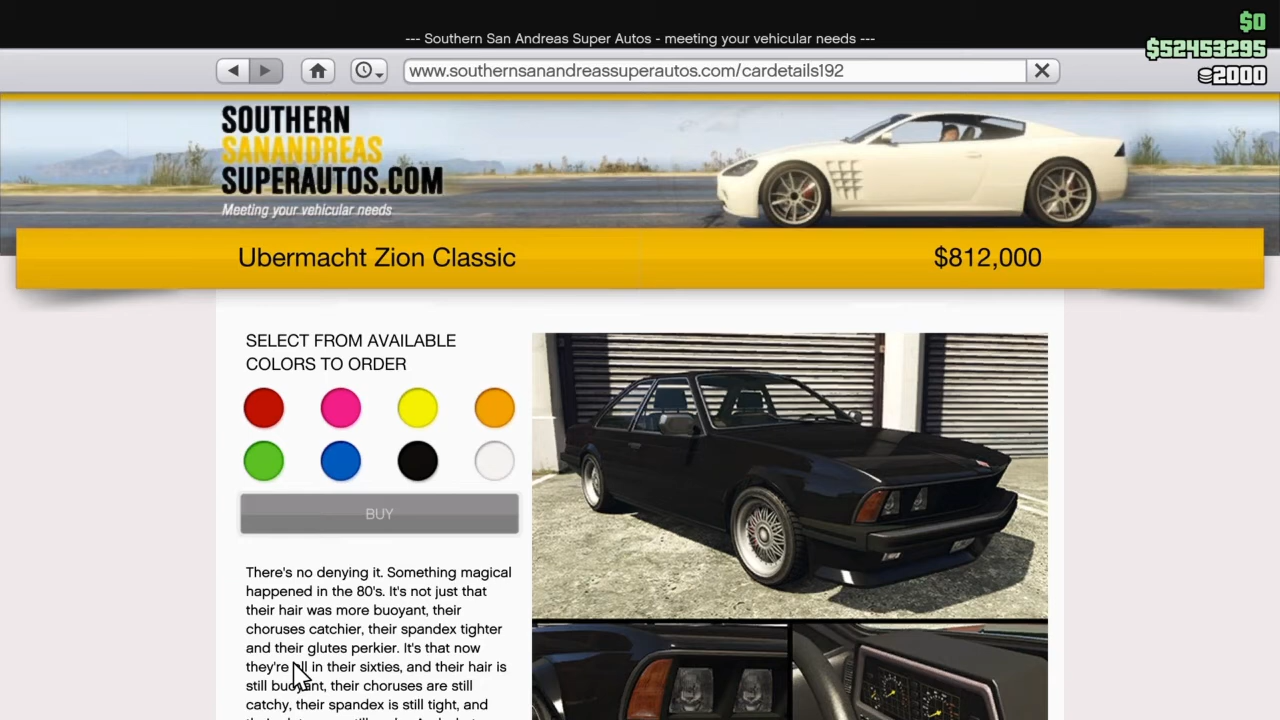 --- Southern San Andreas Super Autos - meeting your vehicular needs ---
$0
$52453295
2000
www.southernsanandreassuperautos.com/cardetails192
SOUTHERN
SANANDREAS
SUPERAUTOS.COM
Meeting your vehicular needs
Ubermacht Zion Classic
$812,000
SELECT FROM AVAILABLE
COLORS TO ORDER
BUY
There's no denying it. Something magical
happened in the 80's. It's not just that
their hair was more buoyant, their
choruses catchier, their spandex tighter
and their glutes perkier. It's that now
they're all in their sixties, and their hair is
still buoyant, their choruses are still
catchy, their spandex is still tight, and